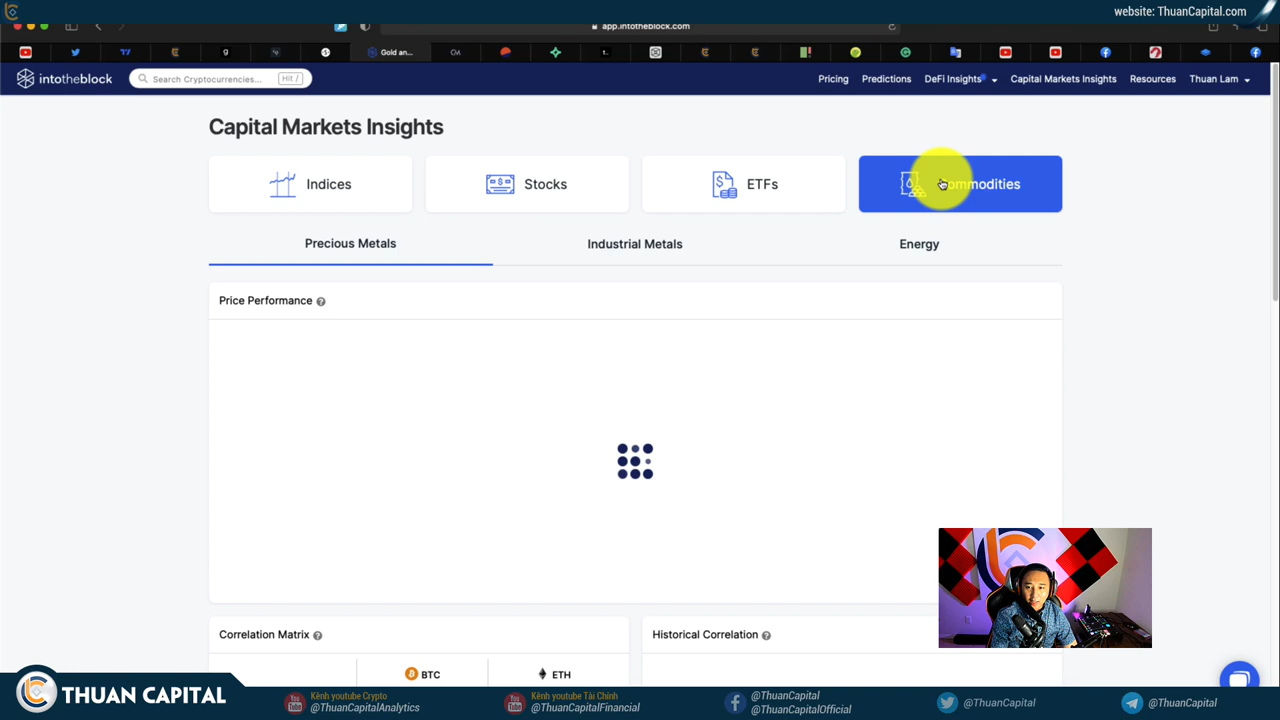 website: ThuanCapital.com
app.intotheblock.com
Gold an...
intotheblock
Search Cryptocurrencies...
Hit /
Pricing
Predictions
DeFi Insights
Capital Markets Insights
Resources
Thuan Lam
Capital Markets Insights
Indices
Stocks
ETFs
Commodities
Precious Metals
Industrial Metals
Energy
Price Performance
Correlation Matrix
Historical Correlation
BTC
ETH
THUAN CAPITAL
Kênh youtube Crypto
@ThuanCapitalAnalytics
Kênh youtube Tài Chính
@ThuanCapitalFinancial
@ThuanCapital
@ThuanCapitalOfficial
@ThuanCapital
@ThuanCapital